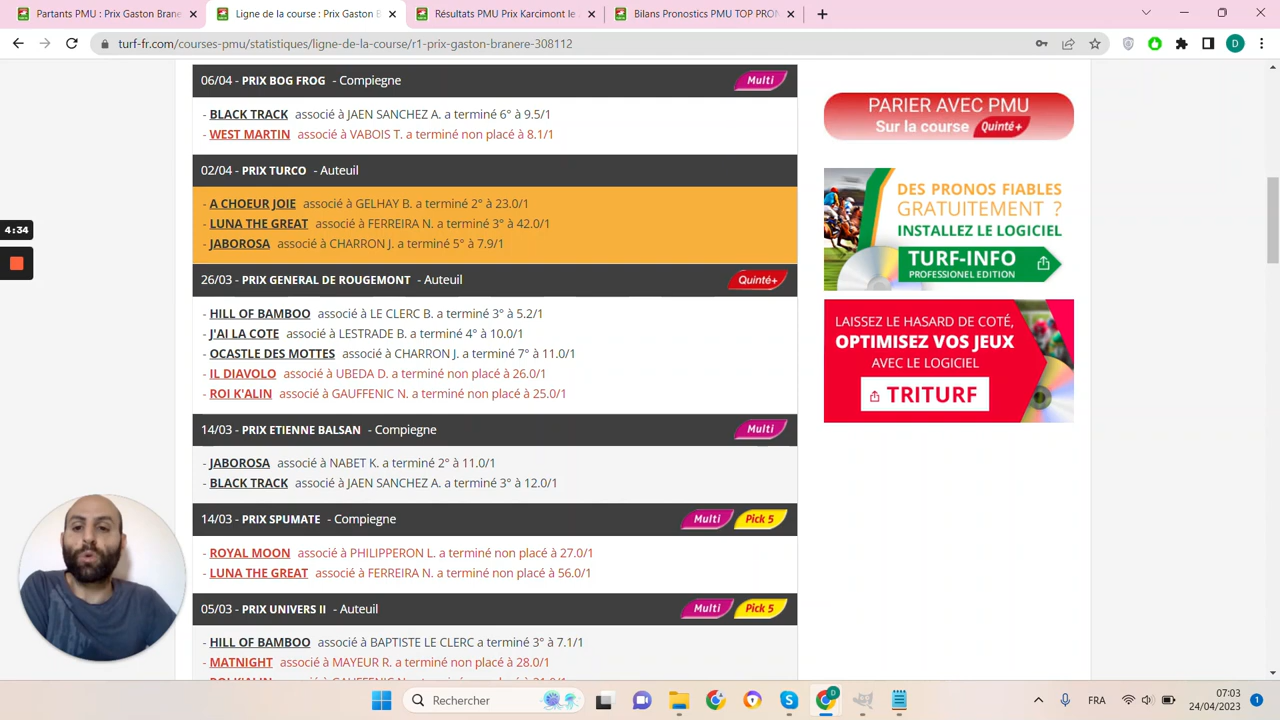 Partants PMU : Prix Gaston Brane
Ligne de la course : Prix Gaston B
Résultats PMU Prix Karcimont le
Bilans Pronostics PMU TOP PRON
turf-fr.com/courses-pmu/statistiques/ligne-de-la-course/r1-prix-gaston-branere-308112
D
06/04 - PRIX BOG FROG - Compiegne
Multi
- BLACK TRACK associé à JAEN SANCHEZ A. a terminé 6° à 9.5/1
- WEST MARTIN associé à VABOIS T. a terminé non placé à 8.1/1
02/04 - PRIX TURCO - Auteuil
- A CHOEUR JOIE associé à GELHAY B. a terminé 2° à 23.0/1
- LUNA THE GREAT associé à FERREIRA N. a terminé 3° à 42.0/1
- JABOROSA associé à CHARRON J. a terminé 5° à 7.9/1
26/03 - PRIX GENERAL DE ROUGEMONT - Auteuil
Quinté+
- HILL OF BAMBOO associé à LE CLERC B. a terminé 3° à 5.2/1
- J'AI LA COTE associé à LESTRADE B. a terminé 4° à 10.0/1
- OCASTLE DES MOTTES associé à CHARRON J. a terminé 7° à 11.0/1
- IL DIAVOLO associé à UBEDA D. a terminé non placé à 26.0/1
- ROI K'ALIN associé à GAUFFENIC N. a terminé non placé à 25.0/1
14/03 - PRIX ETIENNE BALSAN - Compiegne
Multi
- JABOROSA associé à NABET K. a terminé 2° à 11.0/1
- BLACK TRACK associé à JAEN SANCHEZ A. a terminé 3° à 12.0/1
14/03 - PRIX SPUMATE - Compiegne
Multi Pick 5
- ROYAL MOON associé à PHILIPPERON L. a terminé non placé à 27.0/1
- LUNA THE GREAT associé à FERREIRA N. a terminé non placé à 56.0/1
05/03 - PRIX UNIVERS II - Auteuil
Multi Pick 5
- HILL OF BAMBOO associé à BAPTISTE LE CLERC a terminé 3° à 7.1/1
- MATNIGHT associé à MAYEUR R. a terminé non placé à 28.0/1
PARIER AVEC PMU
Sur la course Quinté+
DES PRONOS FIABLES
GRATUITEMENT ?
INSTALLEZ LE LOGICIEL
TURF-INFO
PROFESSIONEL EDITION
LAISSEZ LE HASARD DE COTÉ,
OPTIMISEZ VOS JEUX
AVEC LE LOGICIEL
TRITURF
4:34
Rechercher
D
FRA
07:03
24/04/2023
1